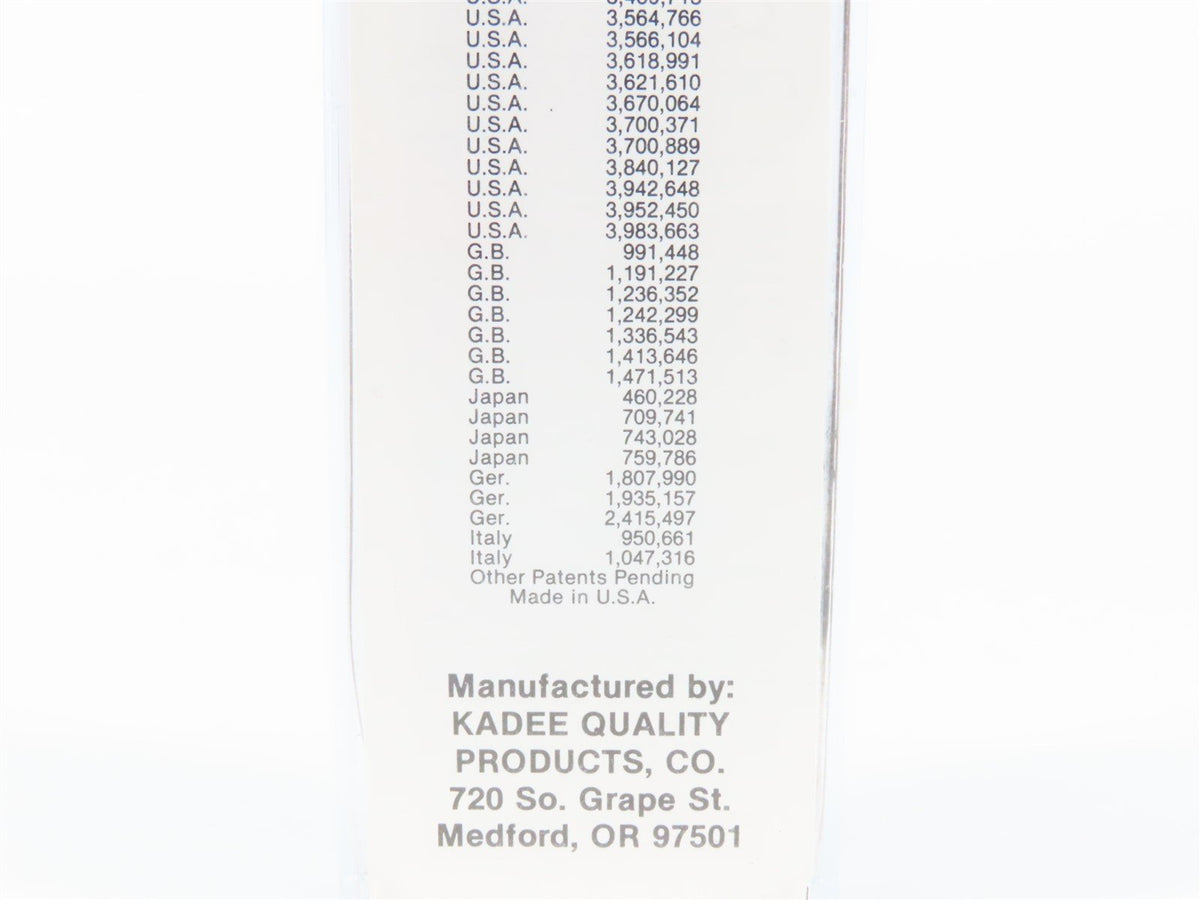 U.S.A. 3,564,766
U.S.A. 3,566,104
U.S.A. 3,618,991
U.S.A. 3,621,610
U.S.A. 3,670,064
U.S.A. 3,700,371
U.S.A. 3,700,889
U.S.A. 3,840,127
U.S.A. 3,942,648
U.S.A. 3,952,450
U.S.A. 3,983,663
G.B. 991,448
G.B. 1,191,227
G.B. 1,236,352
G.B. 1,242,299
G.B. 1,336,543
G.B. 1,413,646
G.B. 1,471,513
Japan 460,228
Japan 709,741
Japan 743,028
Japan 759,786
Ger. 1,807,990
Ger. 1,935,157
Ger. 2,415,497
Italy 950,661
Italy 1,047,316
Other Patents Pending
Made in U.S.A.
Manufactured by:
KADEE QUALITY
PRODUCTS, CO.
720 So. Grape St.
Medford, OR 97501